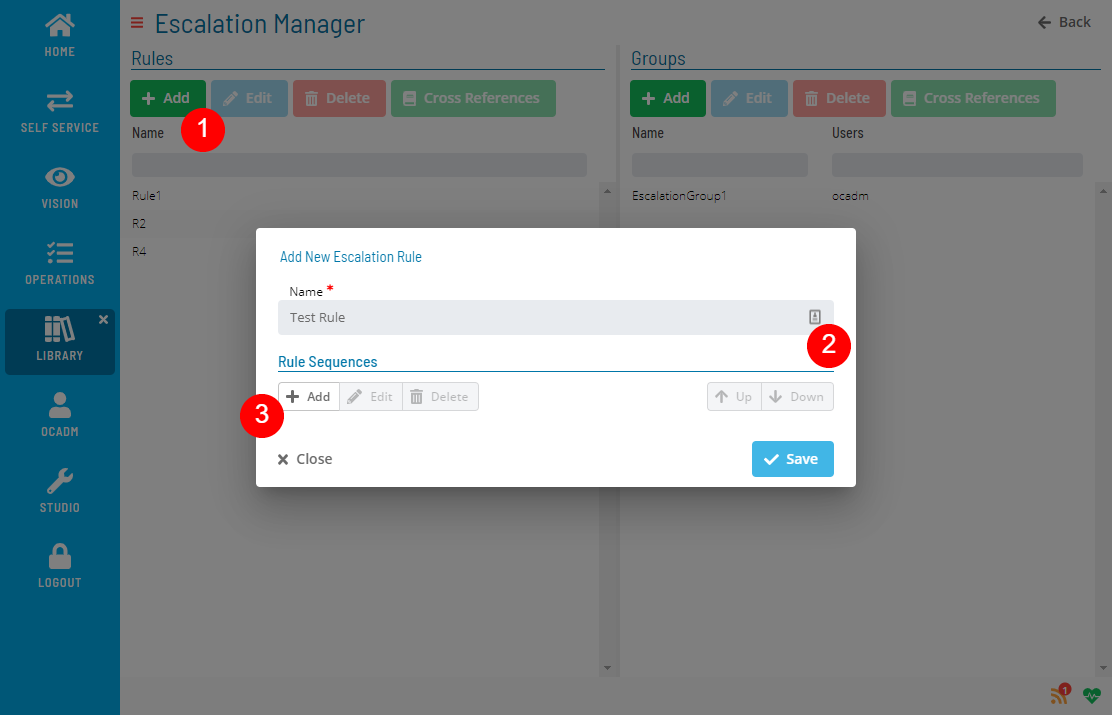 HOME
SELF SERVICE
VISION
OPERATIONS
LIBRARY
OCADM
STUDIO
LOGOUT
Escalation Manager
Back
Rules
Add Edit Delete Cross References
1
Name
Rule1
R2
R4
Groups
Add Edit Delete Cross References
Name Users
EscalationGroup1 ocadm
Add New Escalation Rule
Name *
Test Rule
2
Rule Sequences
Add Edit Delete Up Down
3
Close Save
1